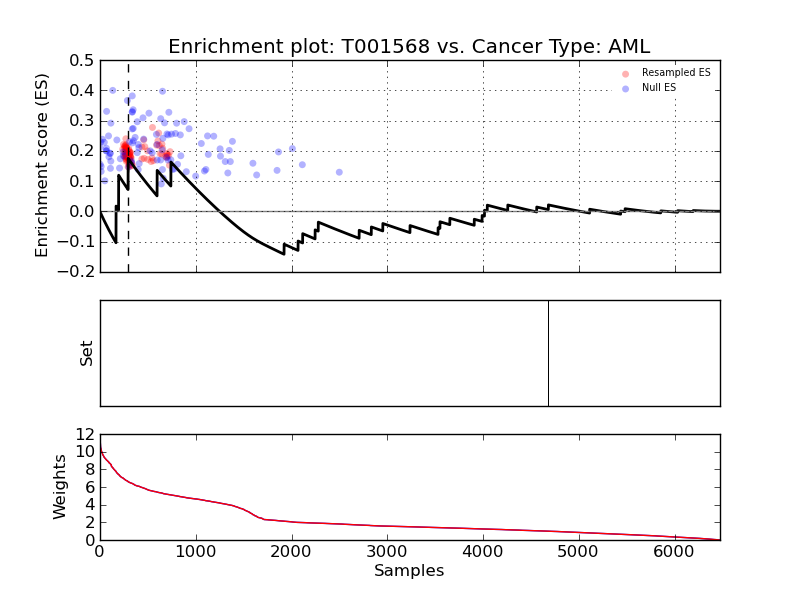 Enrichment plot: T001568 vs. Cancer Type: AML
Enrichment score (ES)
0.5
0.4
0.3
0.2
0.1
0.0
−0.1
−0.2
Resampled ES
Null ES
Set
Weights
12
10
8
6
4
2
0
0 1000 2000 3000 4000 5000 6000
Samples